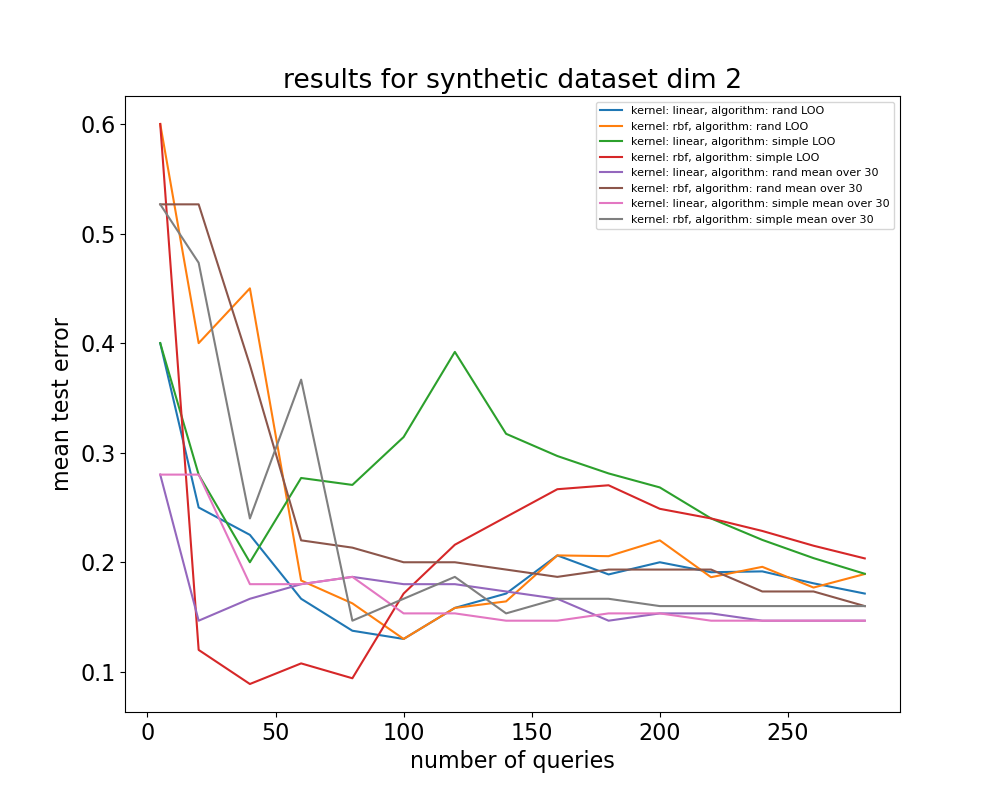 results for synthetic dataset dim 2
kernel: linear, algorithm: rand LOO
kernel: rbf, algorithm: rand LOO
kernel: linear, algorithm: simple LOO
kernel: rbf, algorithm: simple LOO
kernel: linear, algorithm: rand mean over 30
kernel: rbf, algorithm: rand mean over 30
kernel: linear, algorithm: simple mean over 30
kernel: rbf, algorithm: simple mean over 30
mean test error
0.6
0.5
0.4
0.3
0.2
0.1
0 50 100 150 200 250
number of queries